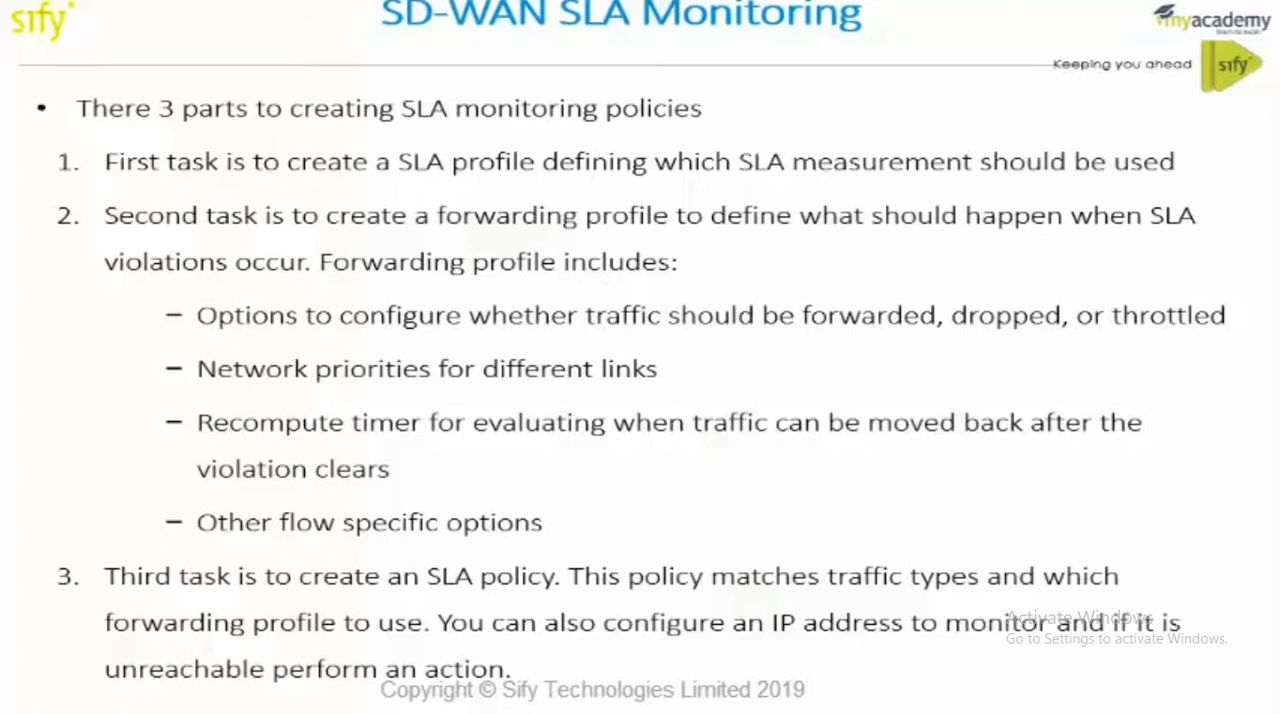 sify
SD-WAN SLA Monitoring
myacademy
Keeping you ahead
sify
• There 3 parts to creating SLA monitoring policies
1. First task is to create a SLA profile defining which SLA measurement should be used
2. Second task is to create a forwarding profile to define what should happen when SLA
violations occur. Forwarding profile includes:
– Options to configure whether traffic should be forwarded, dropped, or throttled
– Network priorities for different links
– Recompute timer for evaluating when traffic can be moved back after the
violation clears
– Other flow specific options
3. Third task is to create an SLA policy. This policy matches traffic types and which
forwarding profile to use. You can also configure an IP address to monitor and if it is
unreachable perform an action.
Activate Windows
Go to Settings to activate Windows.
Copyright © Sify Technologies Limited 2019